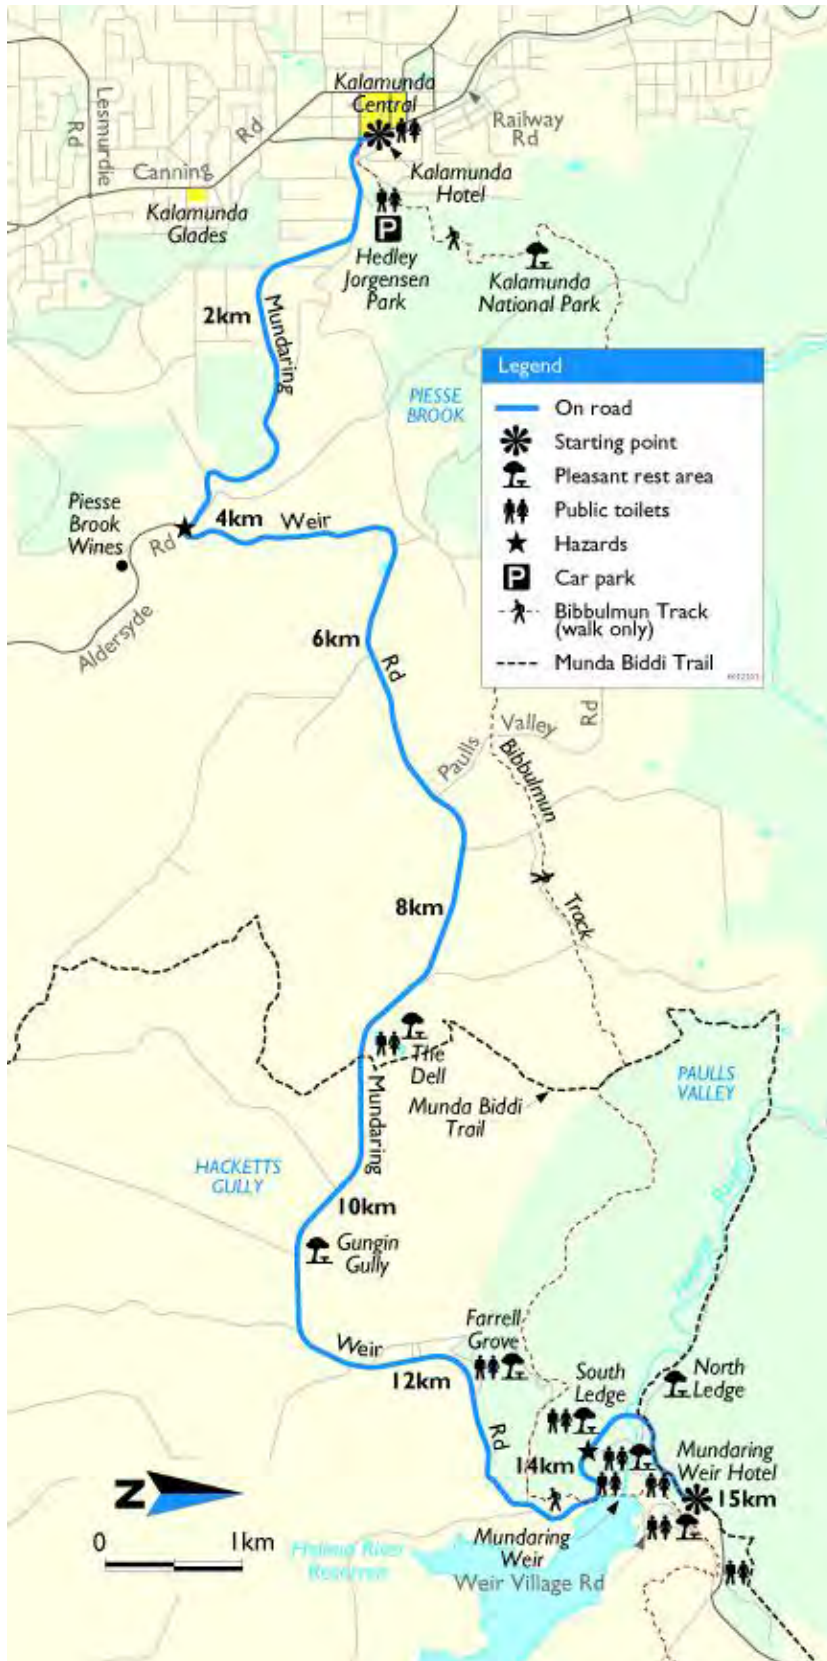 Kalamunda
Central
Railway
Rd
Lesmurdie
Rd
Canning
Rd
Kalamunda
Hotel
Kalamunda
Glades
P
Hedley
Jorgensen
Park
Kalamunda
National Park
2km
Mundaring
Legend
On road
Starting point
Pleasant rest area
Public toilets
Hazards
P
Car park
Bibbulmun Track
(walk only)
Munda Biddi Trail
PIESSE
BROOK
Piesse
Brook
Wines
4km
Weir
Rd
Aldersyde
6km
Rd
Paulls
Valley
Rd
Bibbulmun
Track
8km
The
Dell
Mundaring
Munda Biddi
Trail
PAULLS
VALLEY
HACKETTS
GULLY
10km
Gungin
Gully
River
Weir
Farrell
Grove
12km
South
Ledge
North
Ledge
Rd
14km
Mundaring
Weir Hotel
15km
N
0
1km
Mundaring
Weir
Weir Village Rd
Helena River
Reservoir